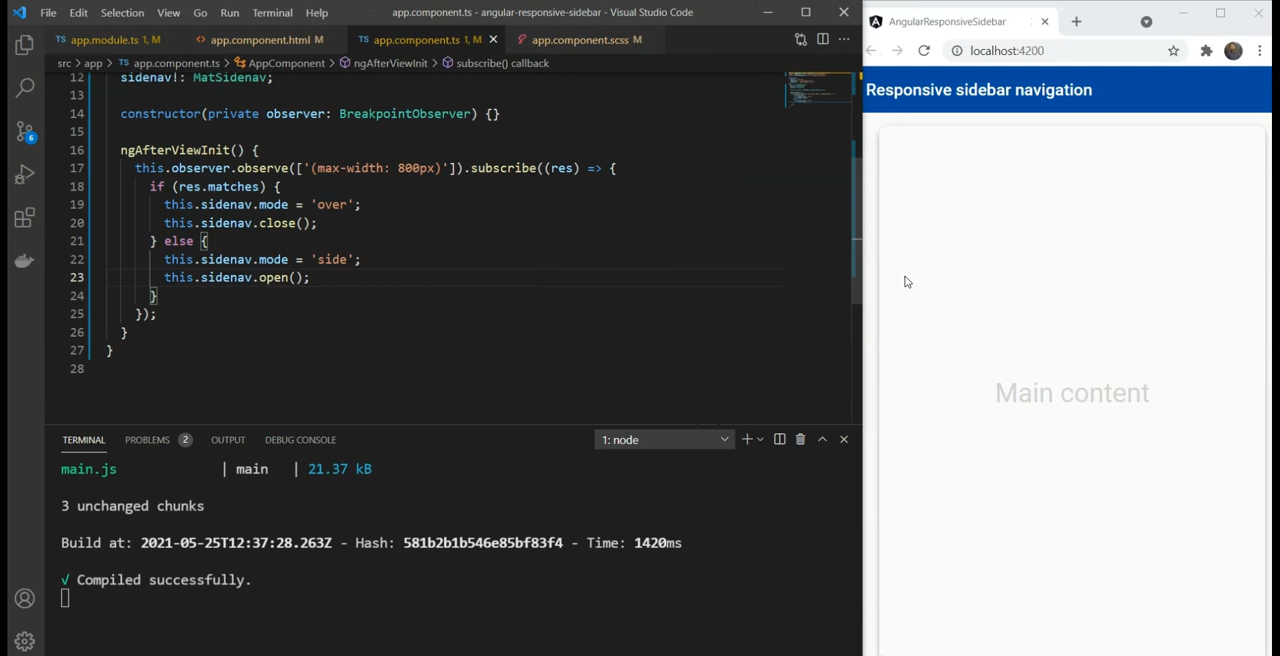 File Edit Selection View Go Run Terminal Help
app.component.ts - angular-responsive-sidebar - Visual Studio Code
TS app.module.ts 1, M
<> app.component.html M
TS app.component.ts 1, M
app.component.scss M
src > app > TS app.component.ts > AppComponent > ngAfterViewInit > subscribe() callback
12 sidenav!: MatSidenav;
13
14 constructor(private observer: BreakpointObserver) {}
15
16 ngAfterViewInit() {
17 this.observer.observe(['(max-width: 800px)']).subscribe((res) => {
18 if (res.matches) {
19 this.sidenav.mode = 'over';
20 this.sidenav.close();
21 } else {
22 this.sidenav.mode = 'side';
23 this.sidenav.open();
24 }
25 });
26 }
27 }
28
6
TERMINAL PROBLEMS 2 OUTPUT DEBUG CONSOLE
1: node
main.js | main | 21.37 kB
3 unchanged chunks
Build at: 2021-05-25T12:37:28.263Z - Hash: 581b2b1b546e85bf83f4 - Time: 1420ms
√ Compiled successfully.
AngularResponsiveSidebar
localhost:4200
Responsive sidebar navigation
Main content